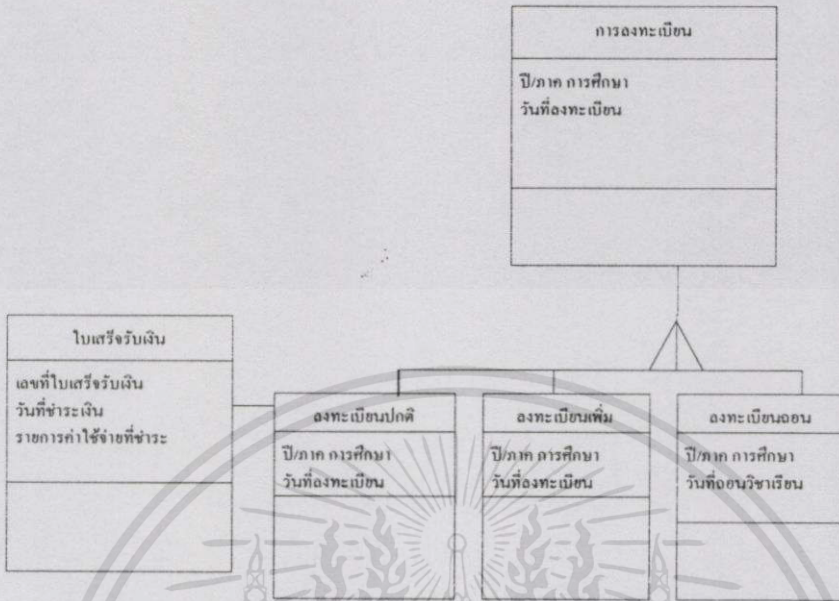 การลงทะเบียน
ปี/ภาค การศึกษา
วันที่ลงทะเบียน
ใบเสร็จรับเงิน
เลขที่ใบเสร็จรับเงิน
วันที่ชำระเงิน
รายการค่าใช้จ่ายที่ชำระ
ลงทะเบียนปกติ
ปี/ภาค การศึกษา
วันที่ลงทะเบียน
ลงทะเบียนเพิ่ม
ปี/ภาค การศึกษา
วันที่ลงทะเบียน
ลงทะเบียนถอน
ปี/ภาค การศึกษา
วันที่ถอนวิชาเรียน